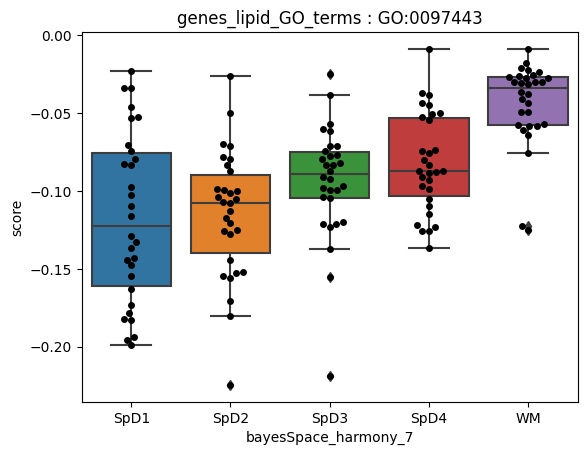 genes_lipid_GO_terms : GO:0097443
0.00
−0.05
−0.10
−0.15
−0.20
score
SpD1 SpD2 SpD3 SpD4 WM
bayesSpace_harmony_7